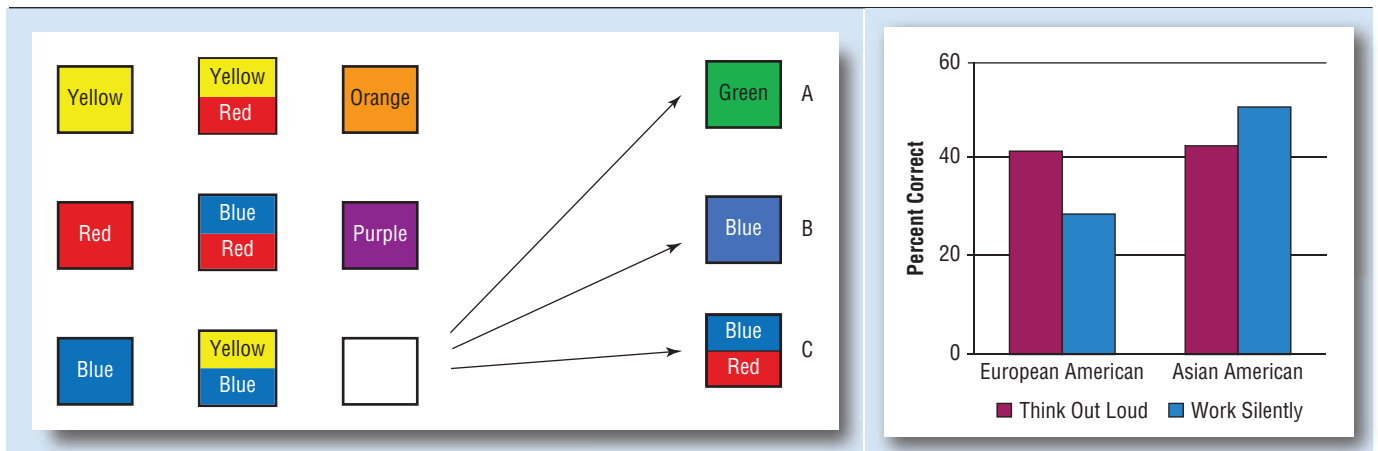 Yellow
Yellow
Red
Orange
Green
A
Red
Blue
Red
Purple
Blue
B
Blue
Yellow
Blue
Blue
Red
C
Percent Correct
60
40
20
0
European American Asian American
Think Out Loud Work Silently